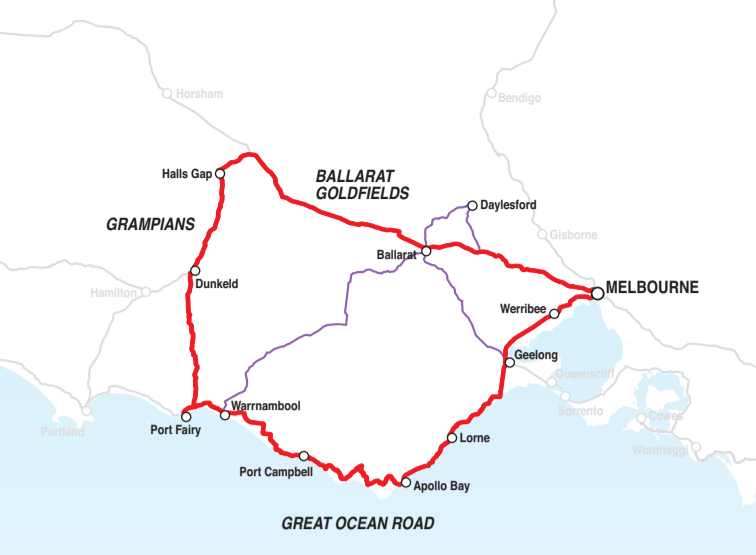 Horsham
Bendigo
Halls Gap
BALLARAT
GOLDFIELDS
Daylesford
GRAMPIANS
Gisborne
Ballarat
Dunkeld
Hamilton
MELBOURNE
Werribee
Geelong
Queenscliff
Warrnambool
Sorrento
Cowes
Portland
Port Fairy
Lorne
Wonthaggi
Port Campbell
Apollo Bay
GREAT OCEAN ROAD